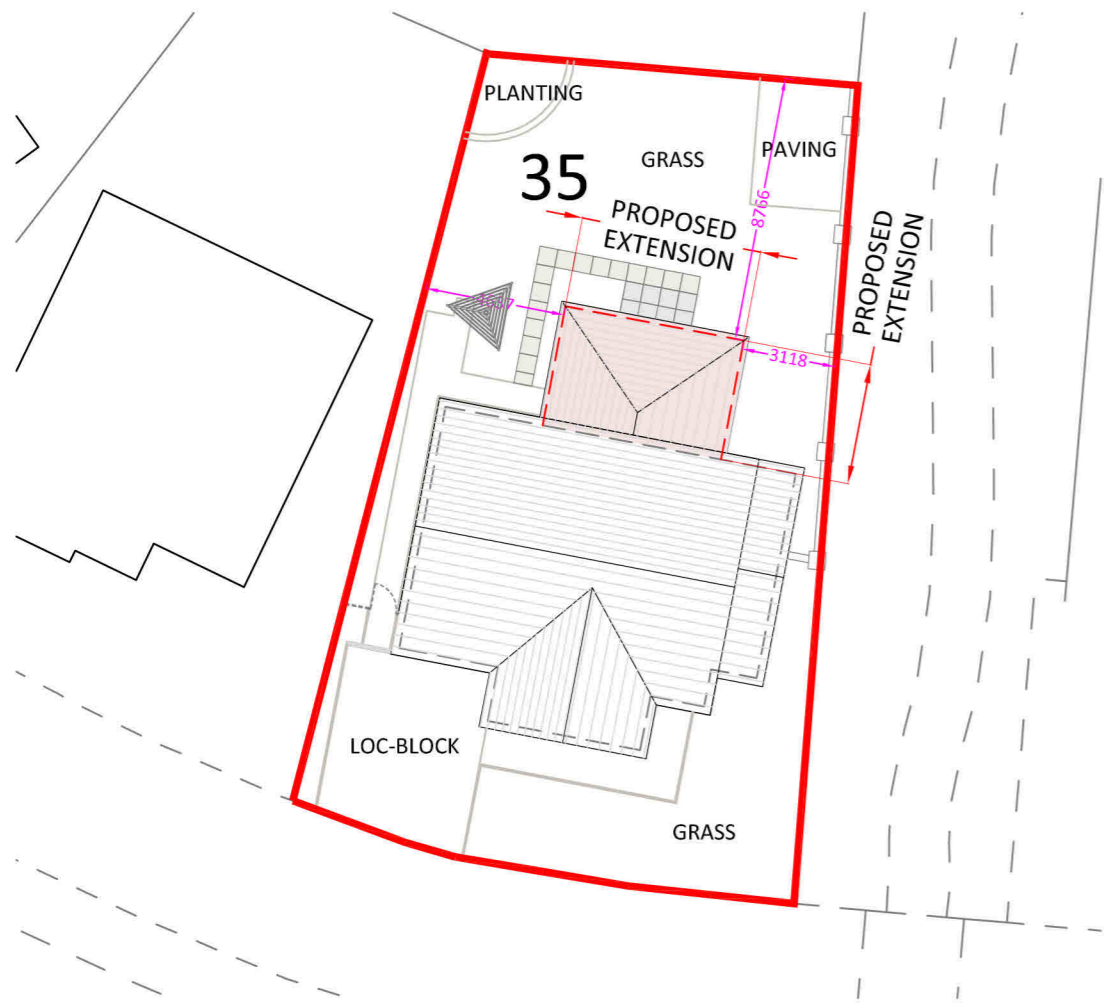 PLANTING
GRASS
PAVING
35
8766
PROPOSED
EXTENSION
PROPOSED
EXTENSION
3118
LOC-BLOCK
GRASS